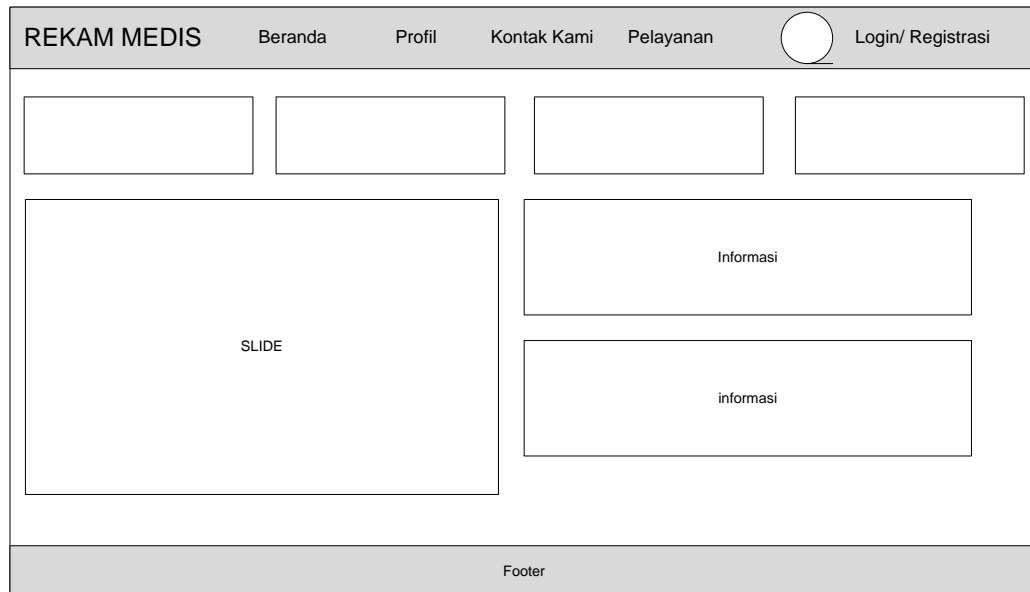 REKAM MEDIS Beranda Profil Kontak Kami Pelayanan Login/ Registrasi
SLIDE
Informasi
informasi
Footer